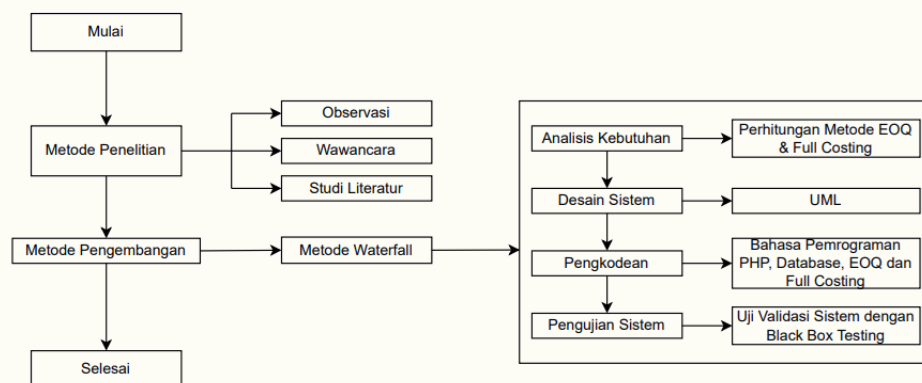 Mulai
Metode Penelitian
Observasi
Wawancara
Studi Literatur
Metode Pengembangan
Metode Waterfall
Selesai
Analisis Kebutuhan
Perhitungan Metode EOQ
& Full Costing
Desain Sistem
UML
Pengkodean
Bahasa Pemrograman
PHP, Database, EOQ dan
Full Costing
Pengujian Sistem
Uji Validasi Sistem dengan
Black Box Testing